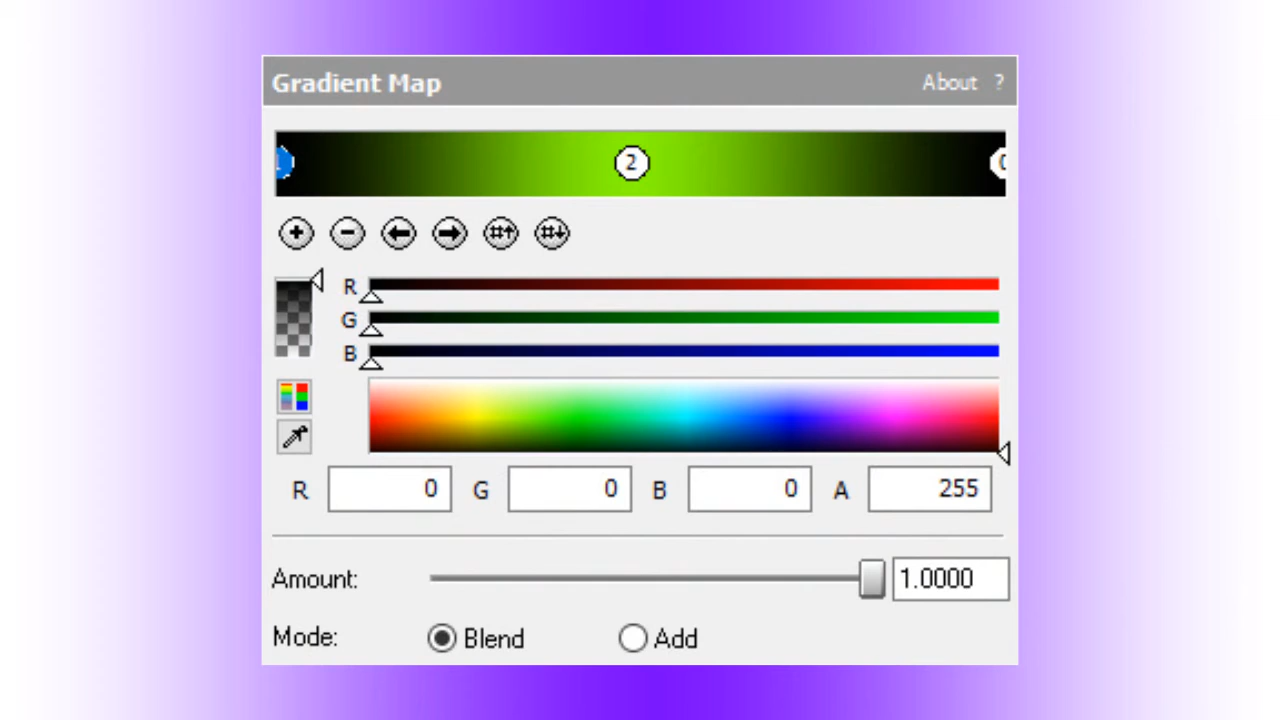 Gradient Map About ?
2
R
G
B
R 0 G 0 B 0 A 255
Amount: 1.0000
Mode: Blend Add